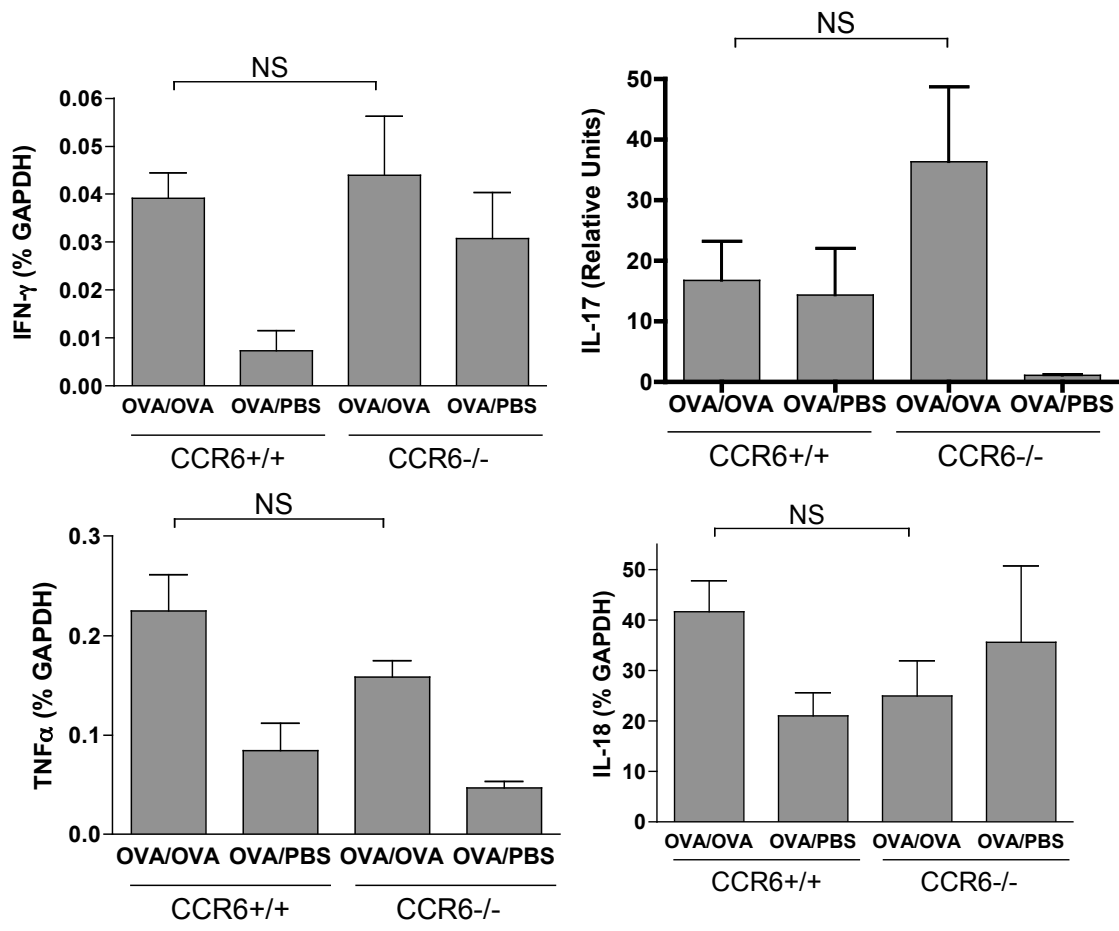 NS
IFN-γ (% GAPDH)
0.06
0.05
0.04
0.03
0.02
0.01
0.00
OVA/OVA OVA/PBS OVA/OVA OVA/PBS
CCR6+/+ CCR6-/-
NS
IL-17 (Relative Units)
50
40
30
20
10
0
OVA/OVA OVA/PBS OVA/OVA OVA/PBS
CCR6+/+ CCR6-/-
NS
TNFα (% GAPDH)
0.3
0.2
0.1
0.0
OVA/OVA OVA/PBS OVA/OVA OVA/PBS
CCR6+/+ CCR6-/-
NS
IL-18 (% GAPDH)
50
40
30
20
10
0
OVA/OVA OVA/PBS OVA/OVA OVA/PBS
CCR6+/+ CCR6-/-